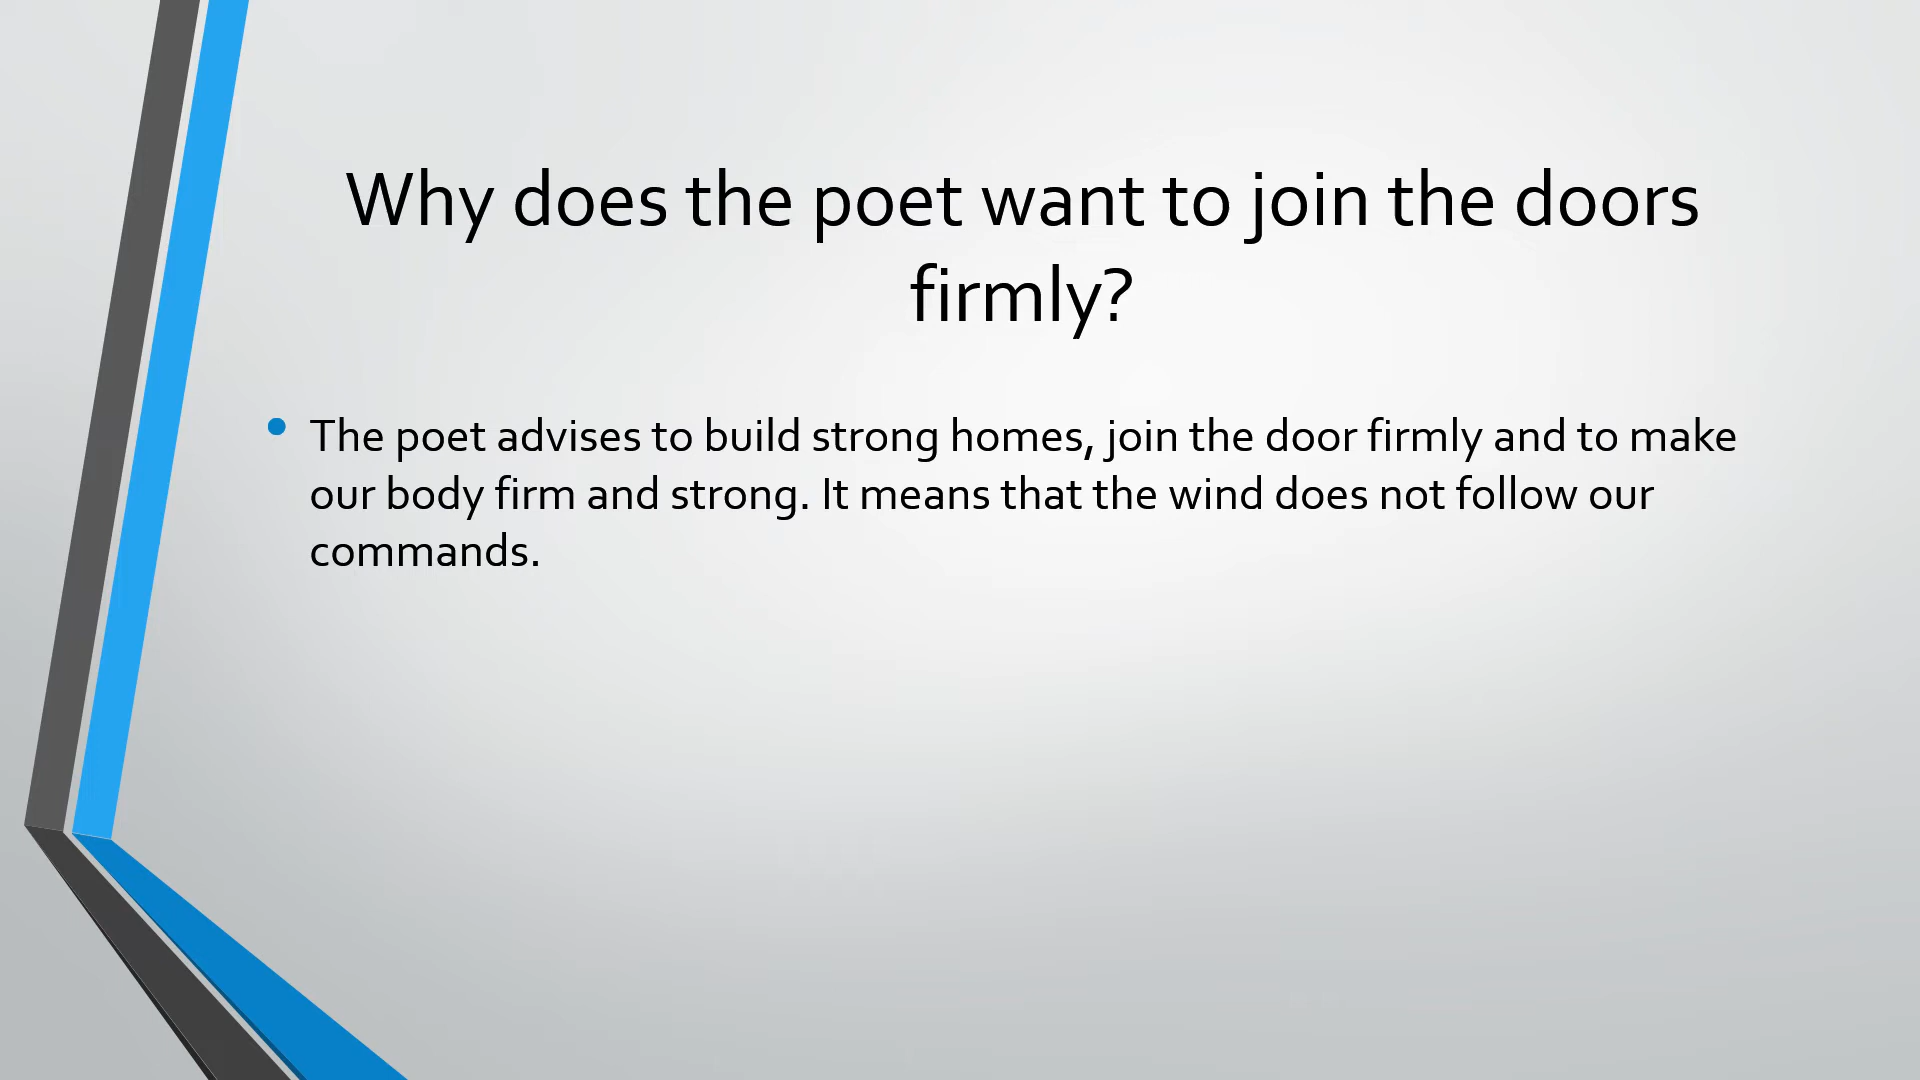 Why does the poet want to join the doors
firmly?
The poet advises to build strong homes, join the door firmly and to make
our body firm and strong. It means that the wind does not follow our
commands.